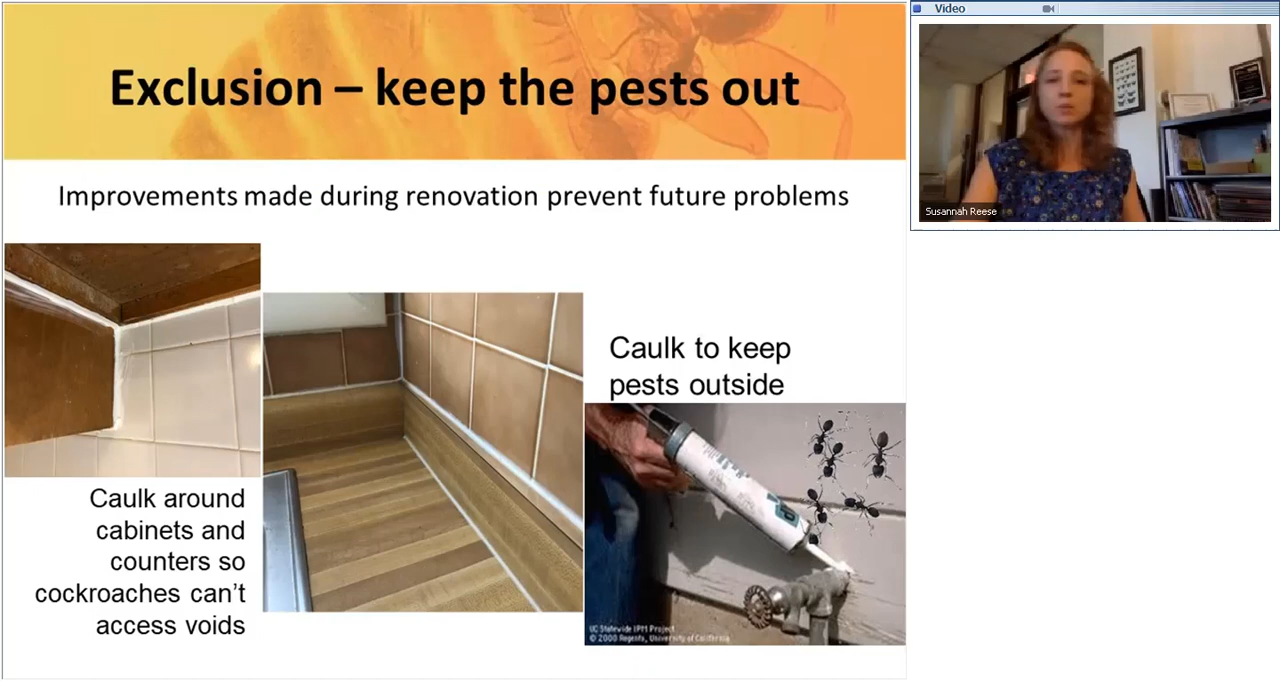 Exclusion – keep the pests out
Improvements made during renovation prevent future problems
Caulk around
cabinets and
counters so
cockroaches can't
access voids
Caulk to keep
pests outside
UC Statewide IPM Project
© 2000 Regents, University of California
Video
Susannah Reese